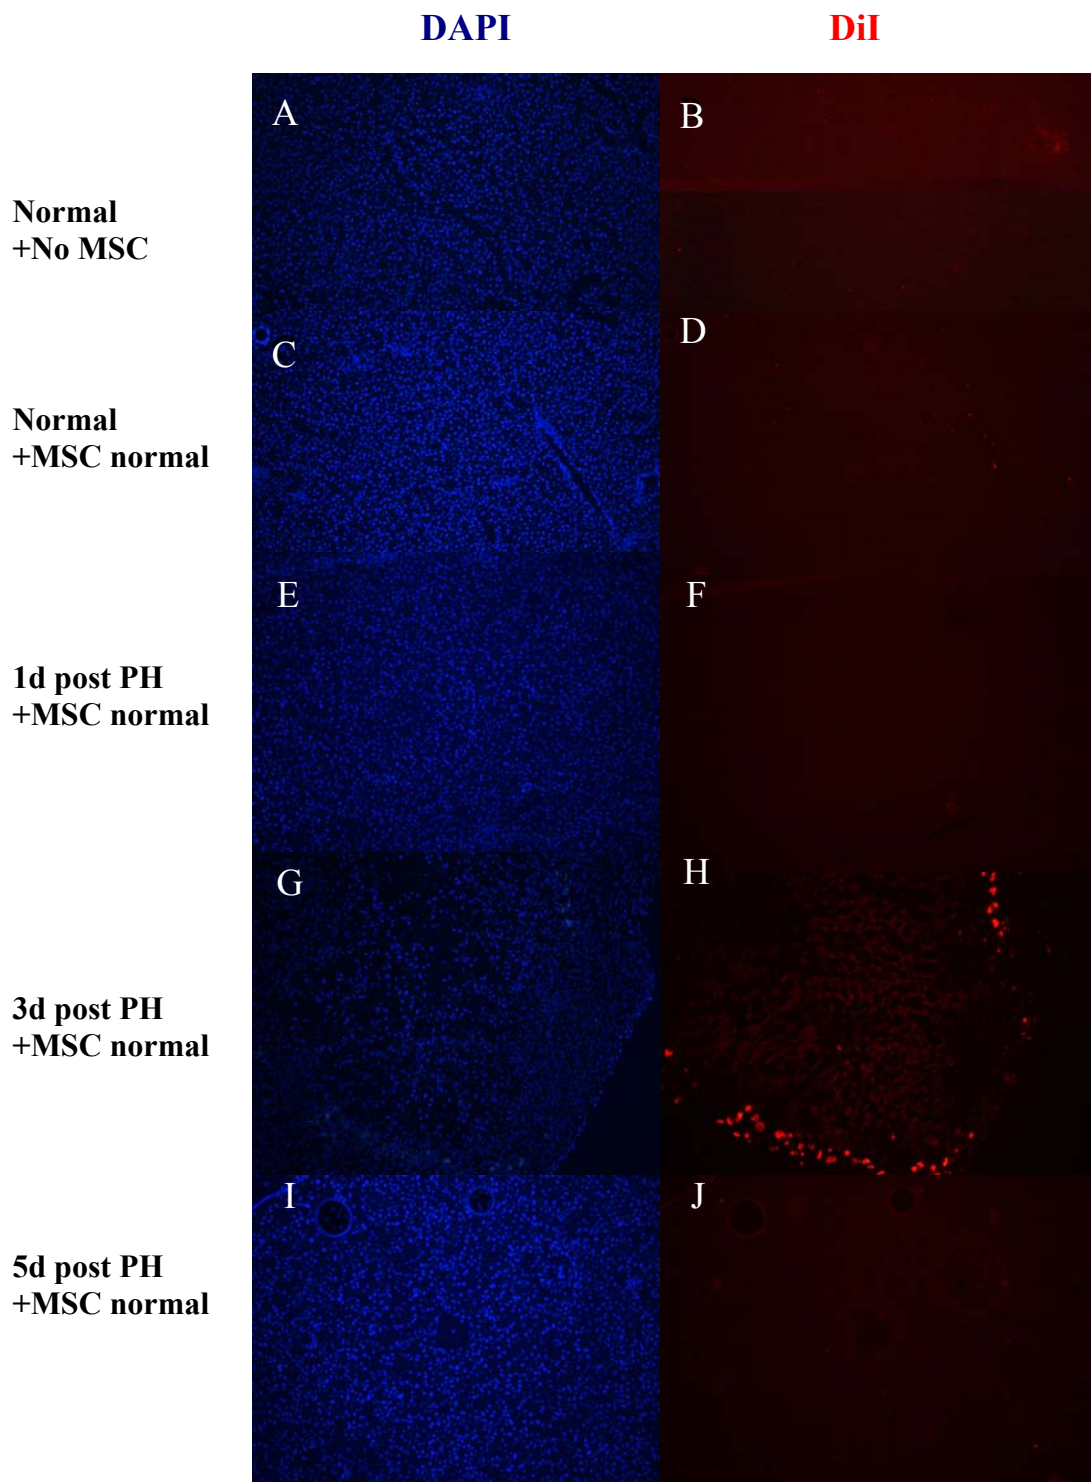 DAPI DiI
A B
Normal
+No MSC
C D
Normal
+MSC normal
E F
1d post PH
+MSC normal
G H
3d post PH
+MSC normal
I J
5d post PH
+MSC normal